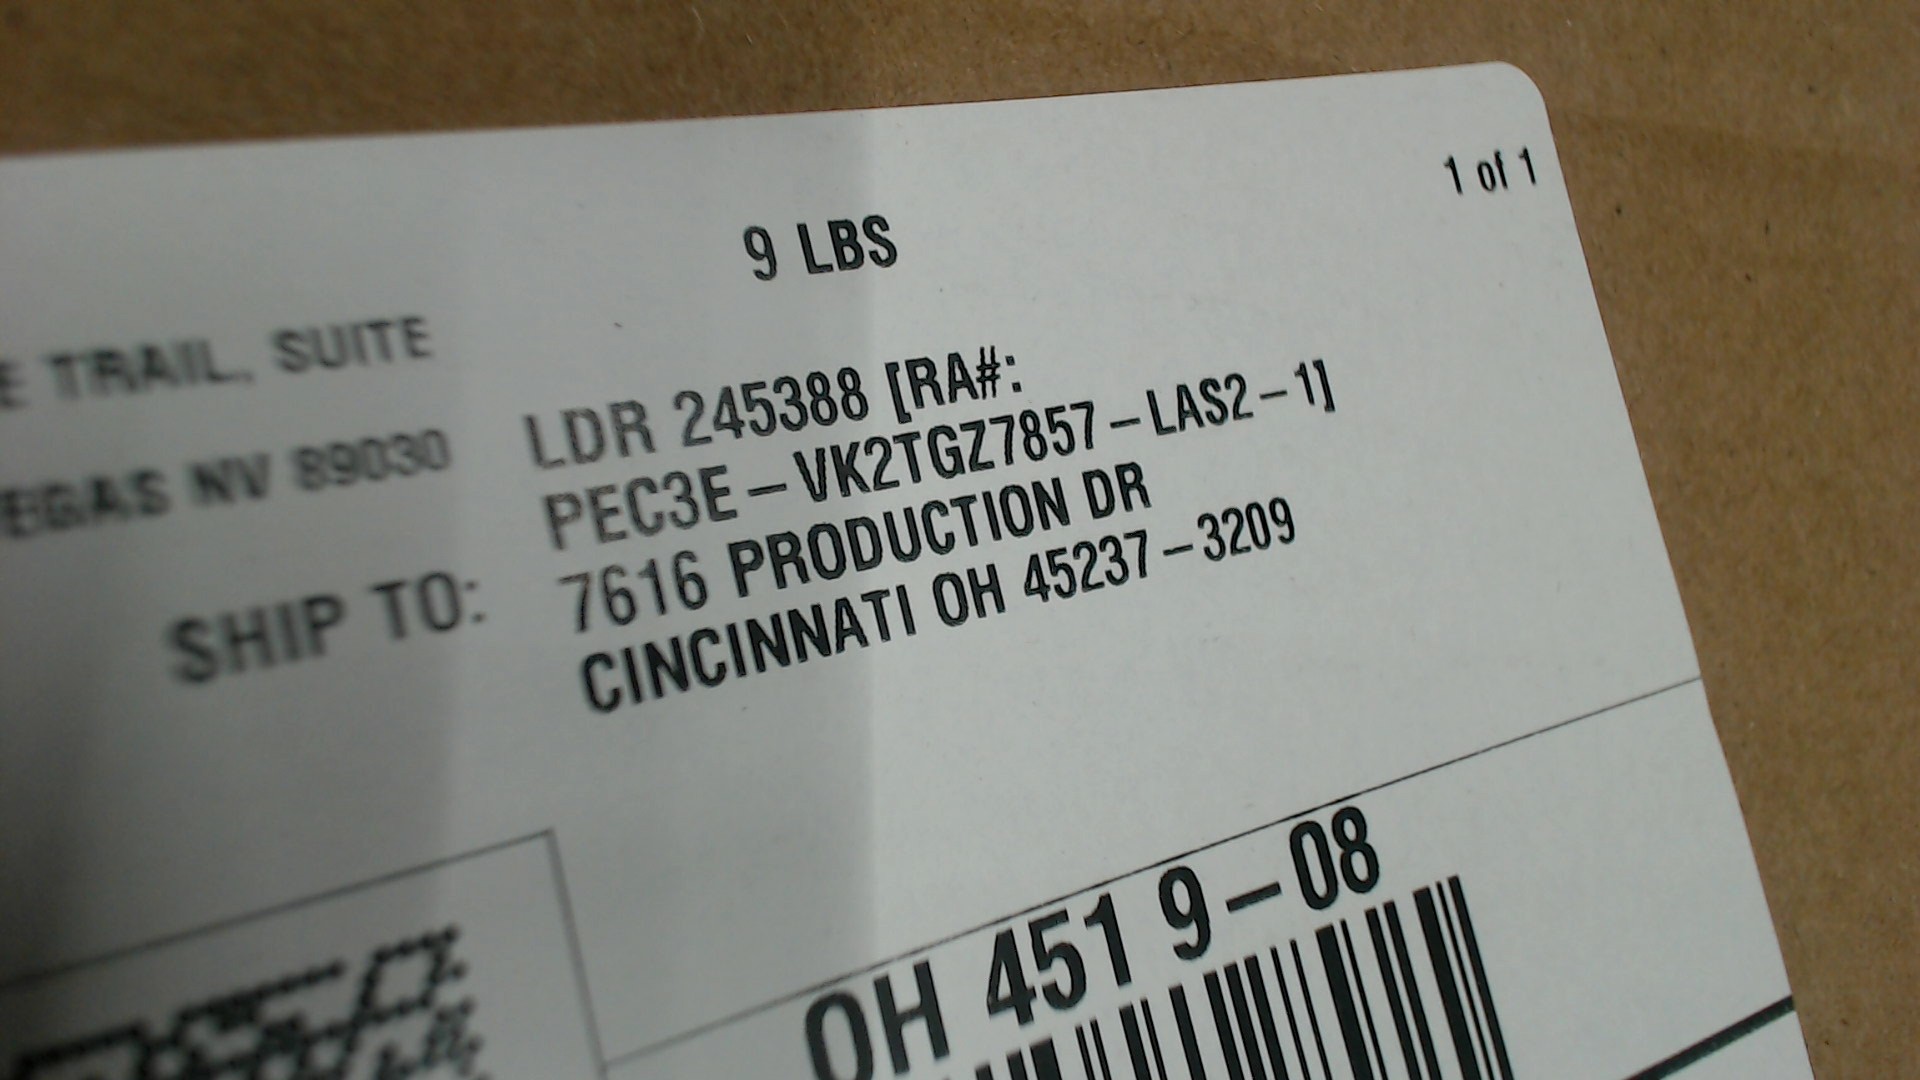 1 of 1
9 LBS
E TRAIL, SUITE
EGAS NV 89030
LDR 245388 [RA#:
PEC3E-VK2TGZ7857-LAS2-1]
SHIP TO: 7616 PRODUCTION DR
CINCINNATI OH 45237-3209
OH 451 9-08